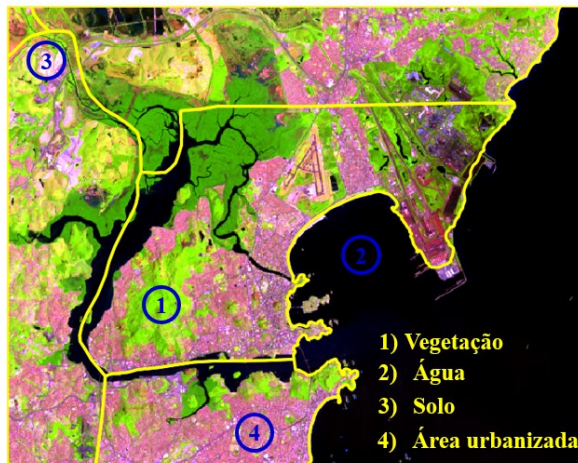 3
2
1
4
1) Vegetação
2) Água
3) Solo
4) Área urbanizada